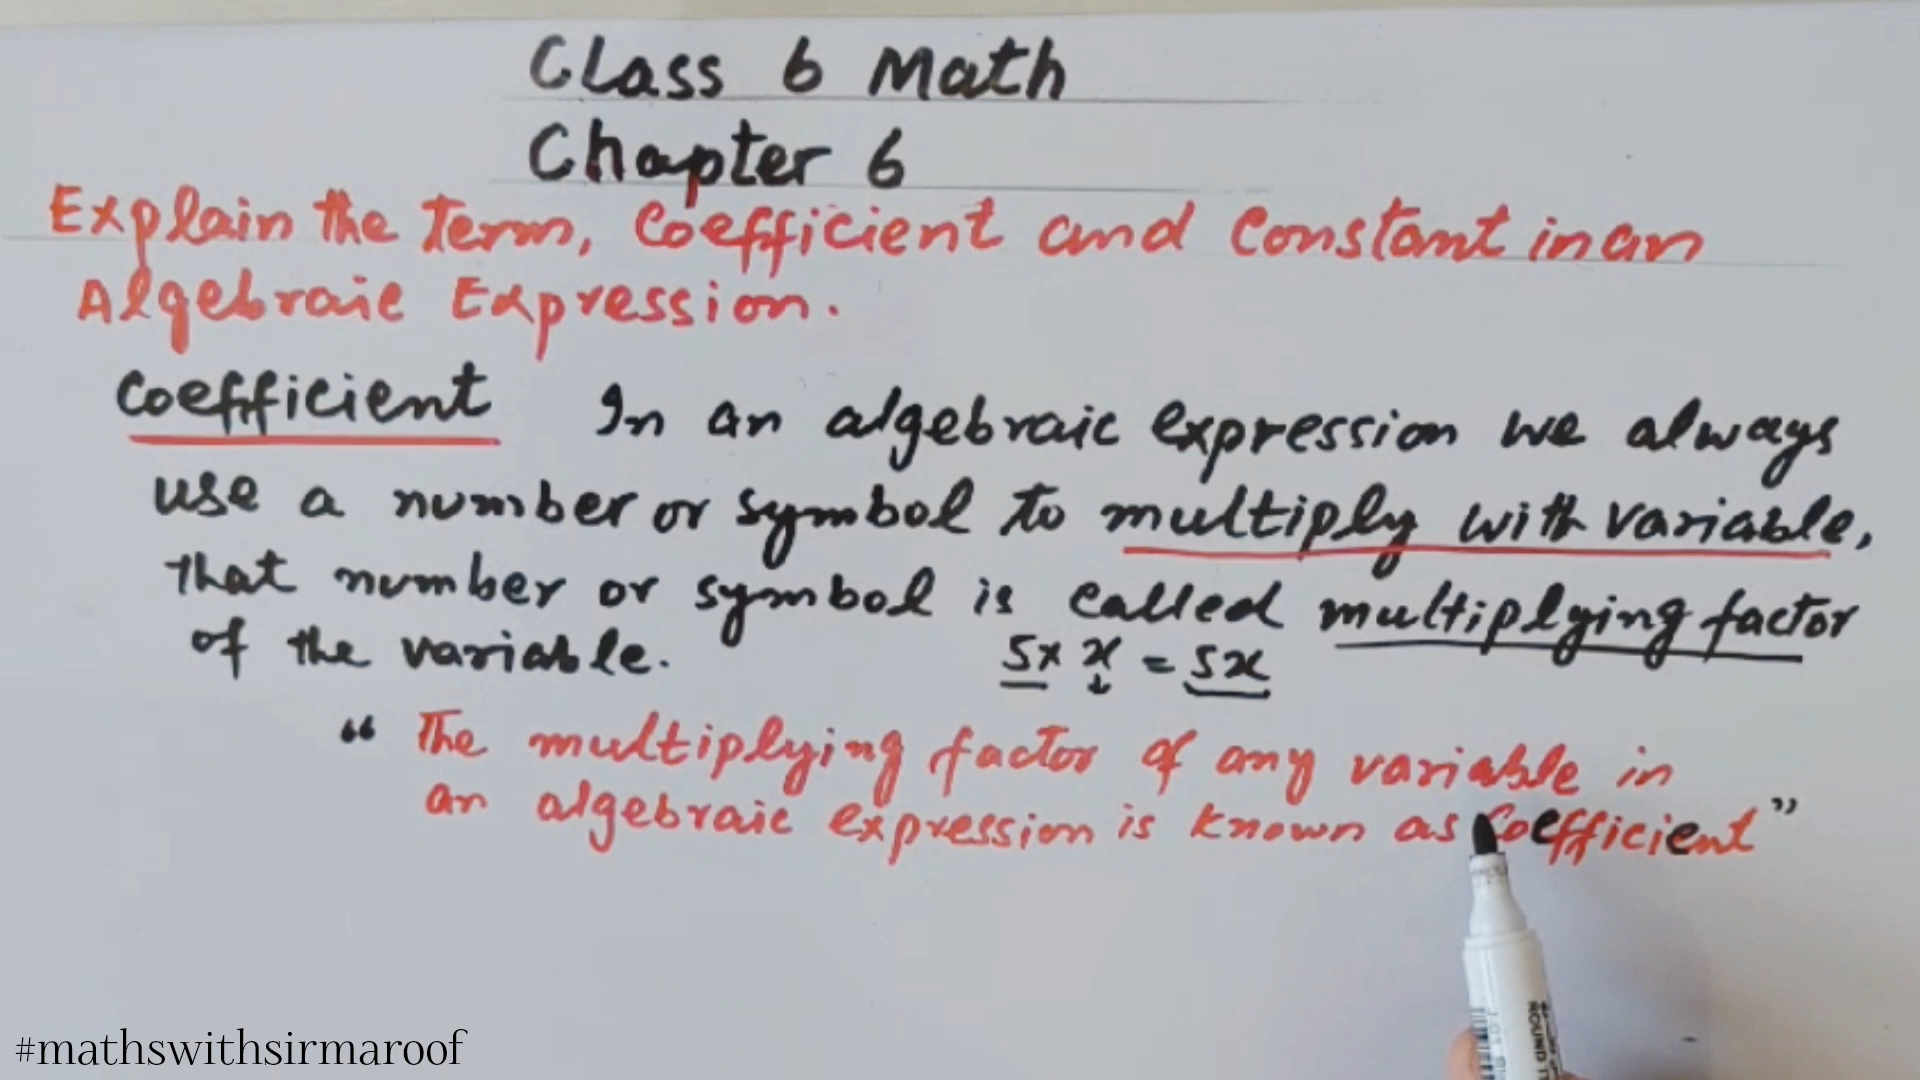 Class 6 Math
Chapter 6
Explain the Term, Coefficient and Constant in an
Algebraic Expression.
Coefficient In an algebraic expression we always
use a number or symbol to multiply with variable,
that number or symbol is called multiplying factor
of the variable. 5 x x = 5x
“ The multiplying factor of any variable in
an algebraic expression is known as Coefficient ”
#mathswithsirmaroof